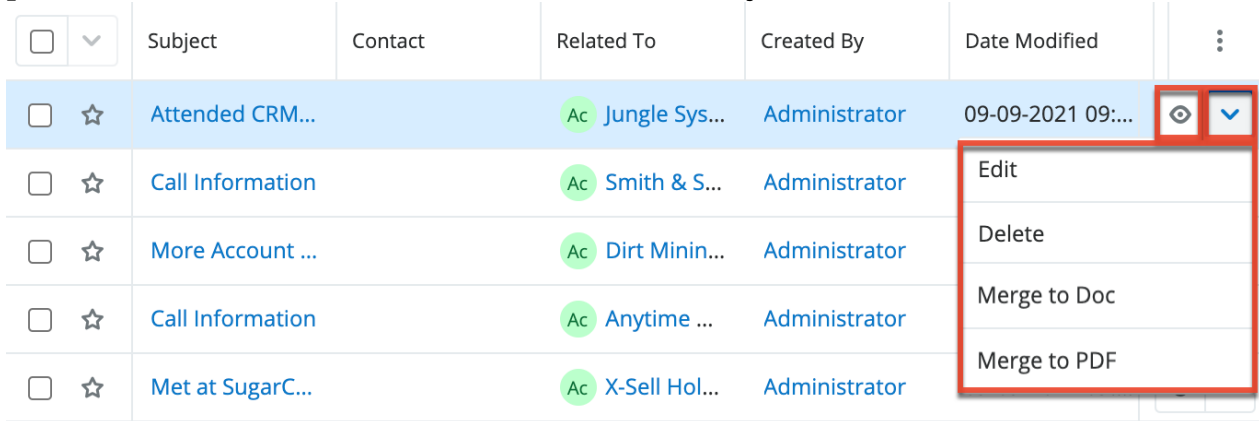 Subject Contact Related To Created By Date Modified
Attended CRM... Ac Jungle Sys... Administrator 09-09-2021 09:...
Edit
Call Information Ac Smith & S... Administrator
Delete
More Account ... Ac Dirt Minin... Administrator
Merge to Doc
Call Information Ac Anytime ... Administrator
Merge to PDF
Met at SugarC... Ac X-Sell Hol... Administrator